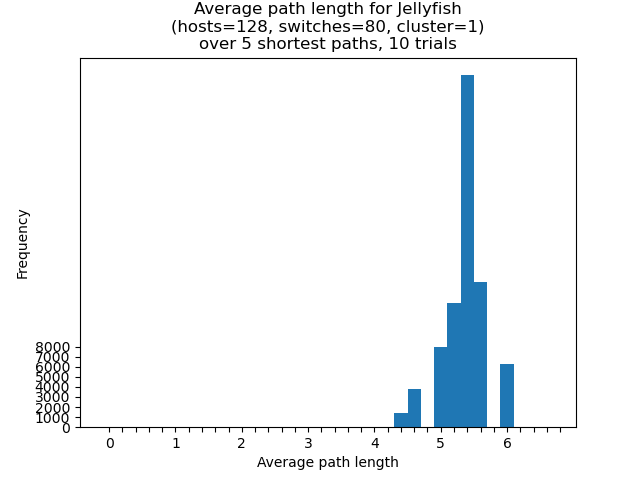 Average path length for Jellyfish
(hosts=128, switches=80, cluster=1)
over 5 shortest paths, 10 trials
Frequency
8000
7000
6000
5000
4000
3000
2000
1000
0
0 1 2 3 4 5 6
Average path length